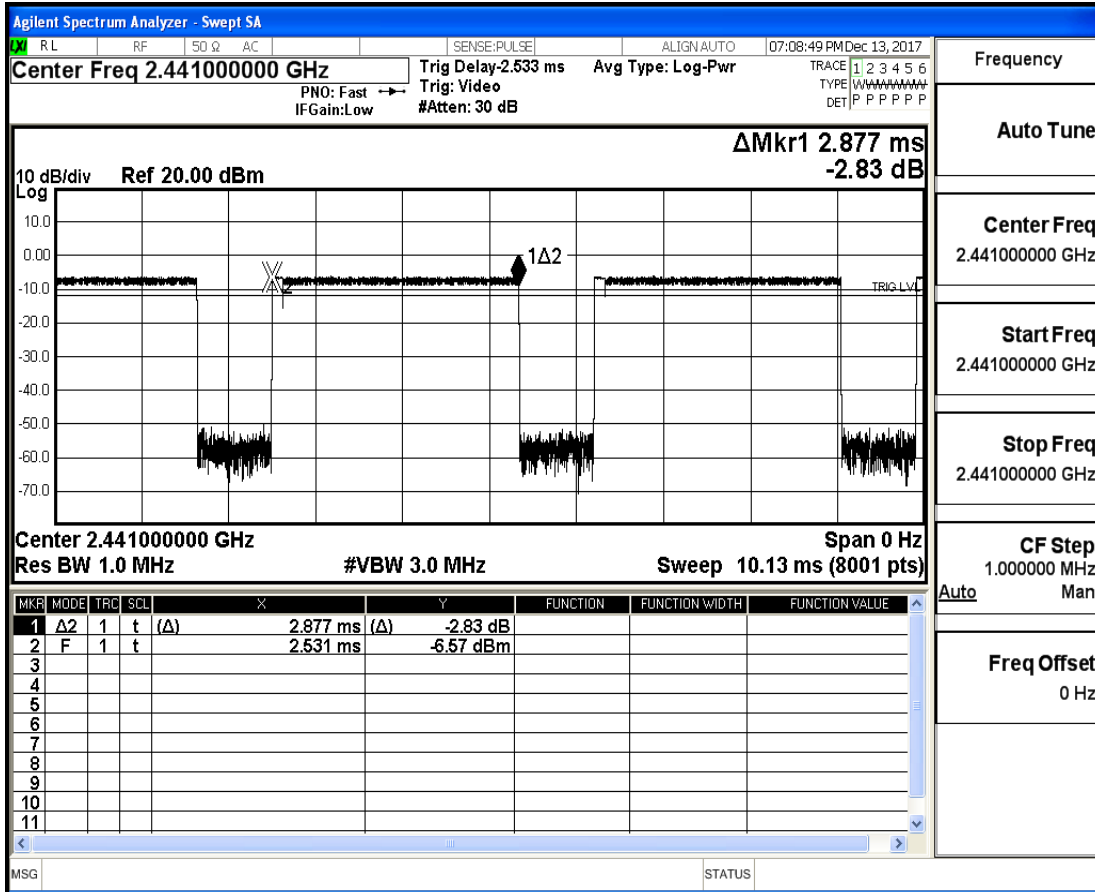 Agilent Spectrum Analyzer - Swept SA
LXI RL RF 50 Ω AC SENSE:PULSE ALIGN AUTO 07:08:49 PM Dec 13, 2017
Center Freq 2.441000000 GHz
PNO: Fast
IFGain:Low
Trig Delay-2.533 ms
Trig: Video
#Atten: 30 dB
Avg Type: Log-Pwr
TRACE 1 2 3 4 5 6
TYPE WWWWWW
DET P P P P P P
ΔMkr1 2.877 ms
-2.83 dB
10 dB/div Ref 20.00 dBm
Log
10.0
0.00
-10.0
-20.0
-30.0
-40.0
-50.0
-60.0
-70.0
1Δ2
2
TRIG LVL
Center 2.441000000 GHz Span 0 Hz
Res BW 1.0 MHz #VBW 3.0 MHz Sweep 10.13 ms (8001 pts)
MKR MODE TRC SCL X Y FUNCTION FUNCTION WIDTH FUNCTION VALUE
1 Δ2 1 t (Δ) 2.877 ms (Δ) -2.83 dB
2 F 1 t 2.531 ms -6.57 dBm
3
4
5
6
7
8
9
10
11
MSG STATUS
Frequency
Auto Tune
Center Freq
2.441000000 GHz
Start Freq
2.441000000 GHz
Stop Freq
2.441000000 GHz
CF Step
1.000000 MHz
Auto Man
Freq Offset
0 Hz